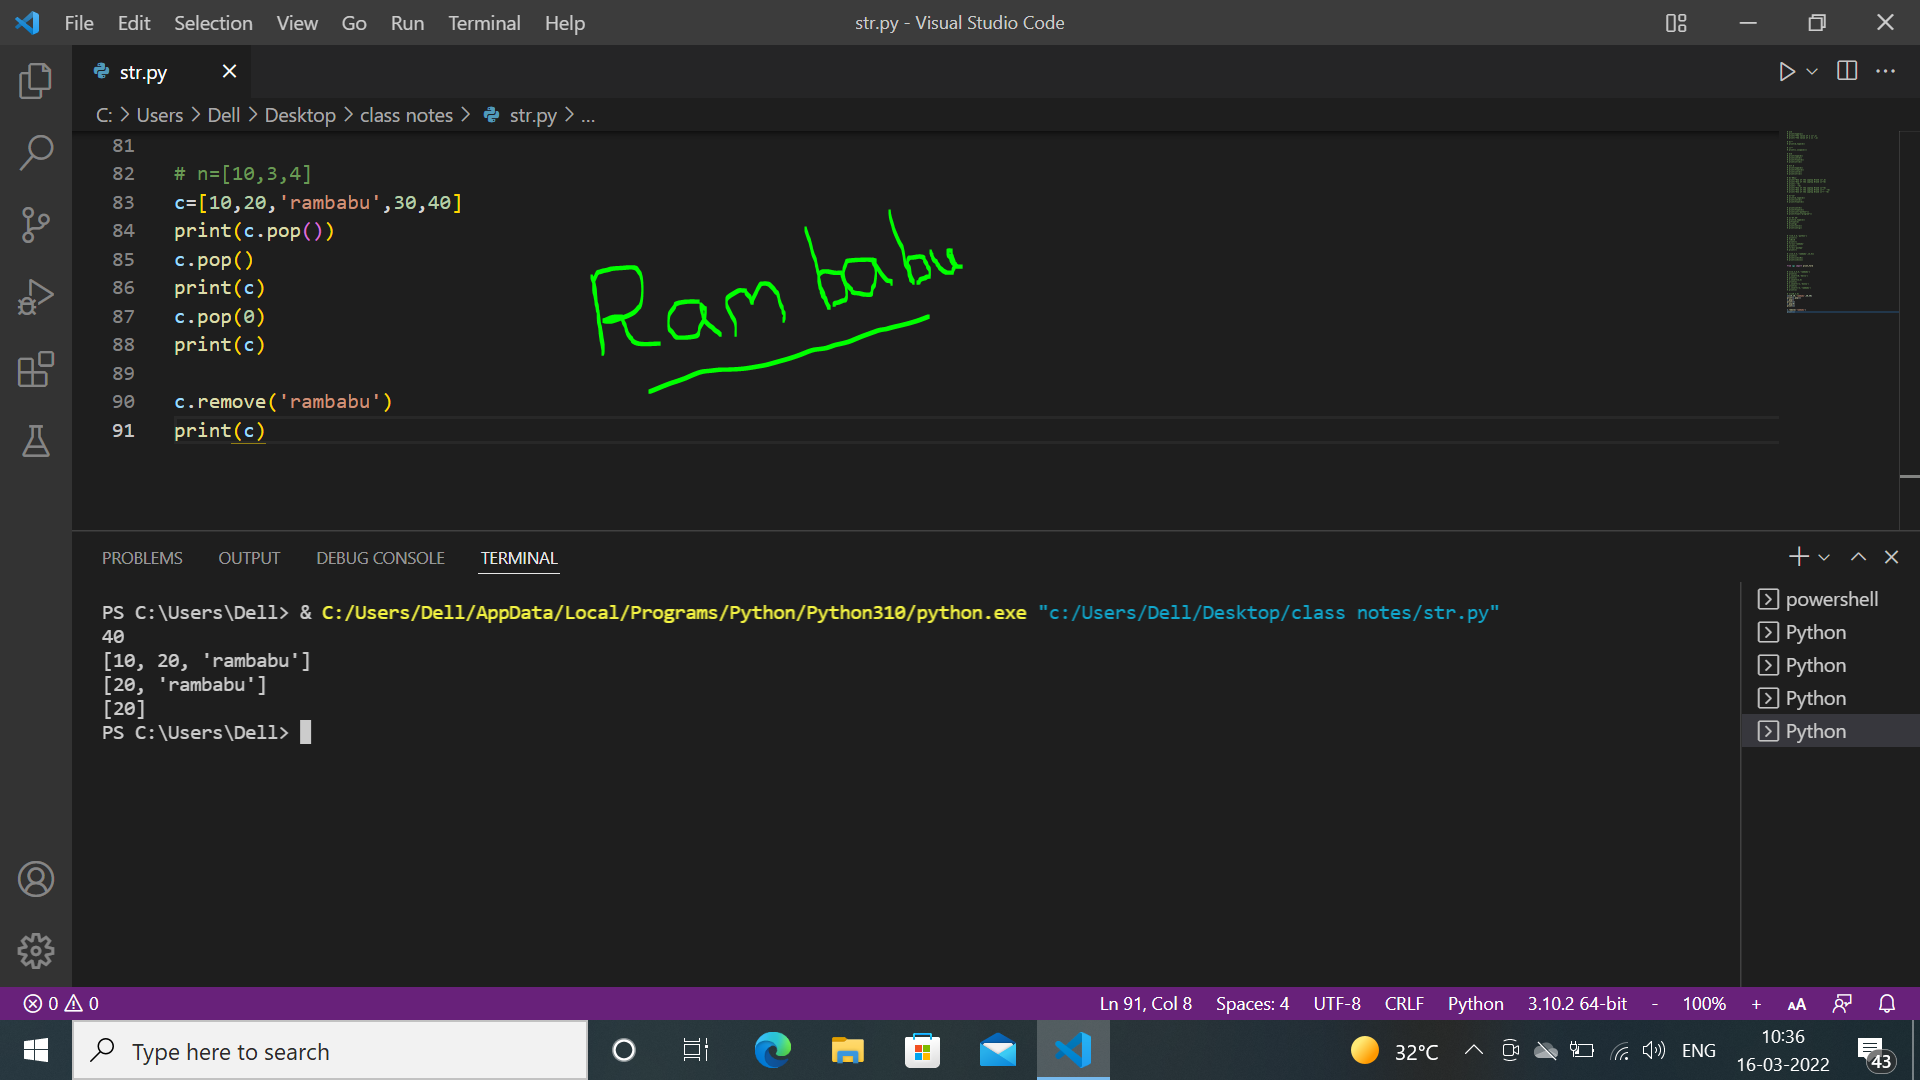 File Edit Selection View Go Run Terminal Help str.py - Visual Studio Code
str.py
C: > Users > Dell > Desktop > class notes > str.py > ...
81
82 # n=[10,3,4]
83 c=[10,20,'rambabu',30,40]
84 print(c.pop())
85 c.pop()
86 print(c)
87 c.pop(0)
88 print(c)
89
90 c.remove('rambabu')
91 print(c)
Rambabu
PROBLEMS OUTPUT DEBUG CONSOLE TERMINAL
PS C:\Users\Dell> & C:/Users/Dell/AppData/Local/Programs/Python/Python310/python.exe "c:/Users/Dell/Desktop/class notes/str.py"
40
[10, 20, 'rambabu']
[20, 'rambabu']
[20]
PS C:\Users\Dell>
powershell
Python
Python
Python
Python
0 0 Ln 91, Col 8 Spaces: 4 UTF-8 CRLF Python 3.10.2 64-bit - 100% + AA
Type here to search
32°C ENG
10:36
16-03-2022
43